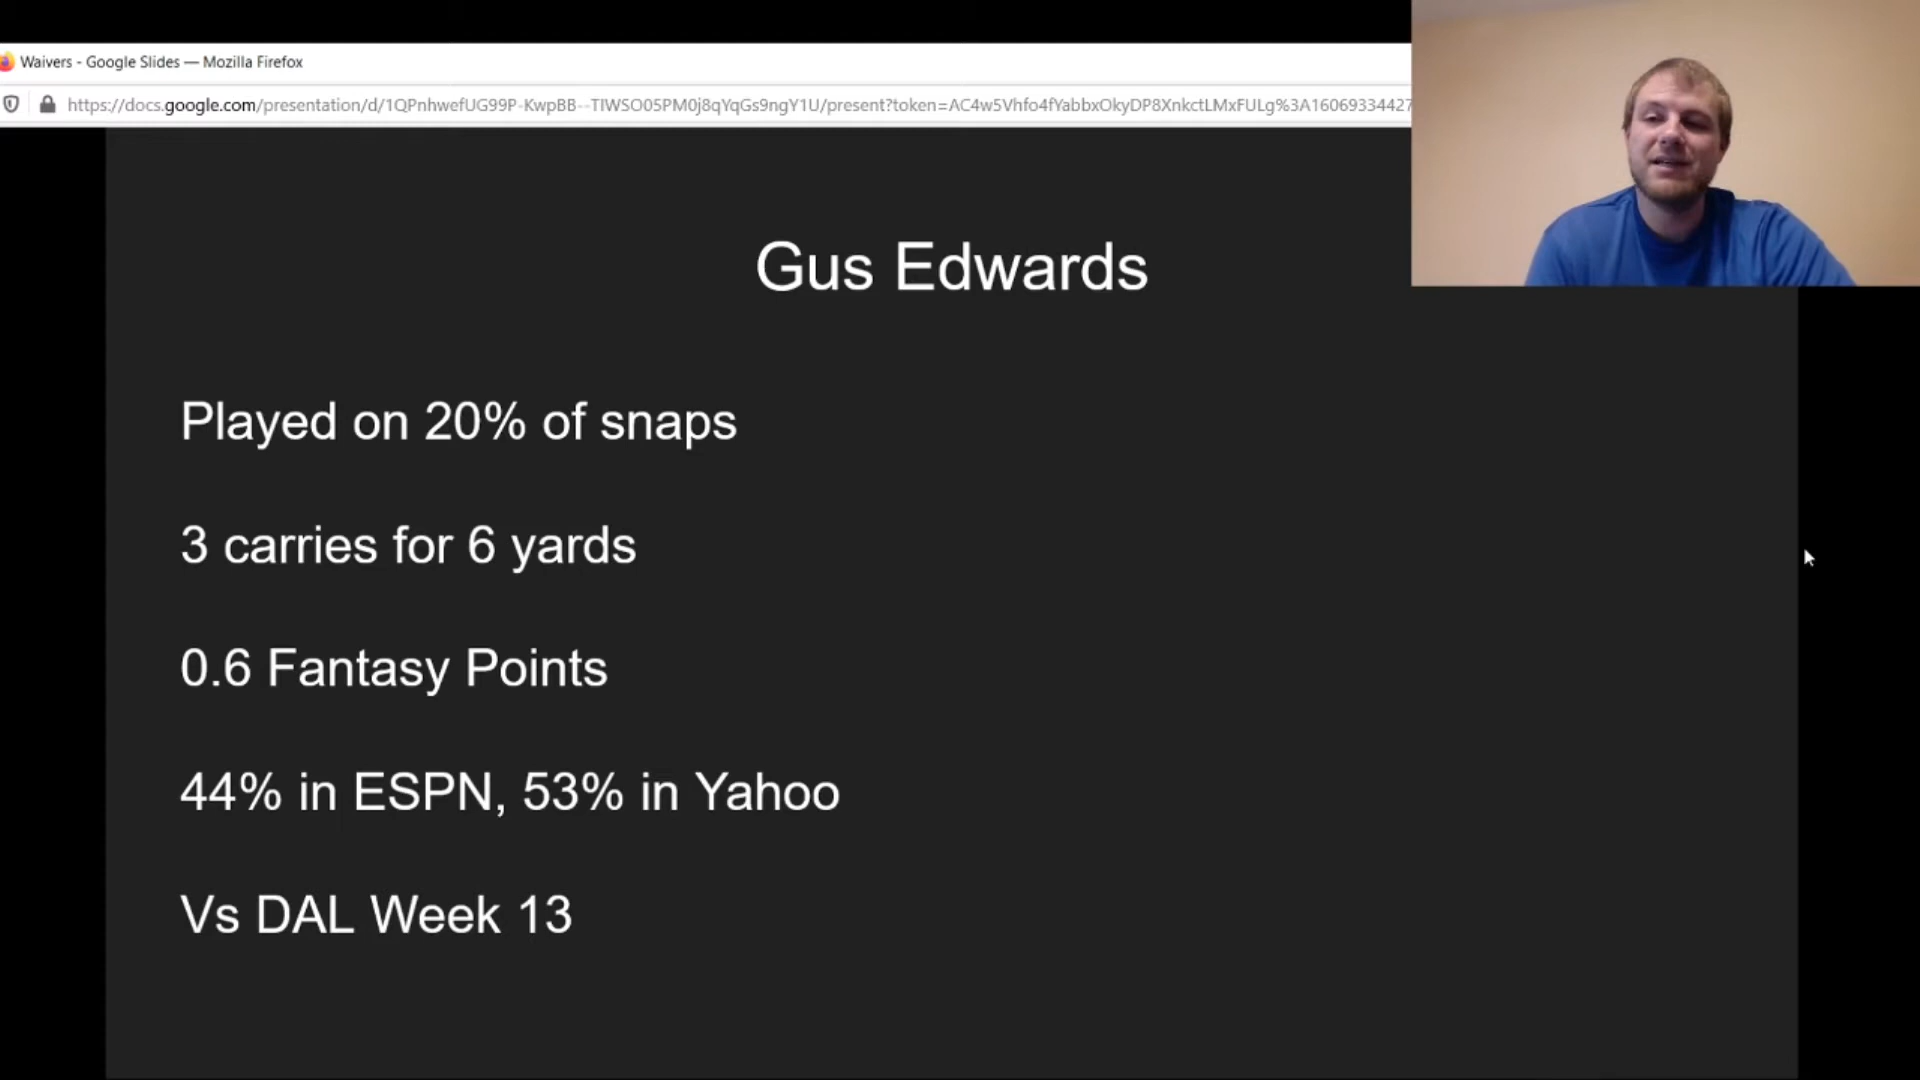 Waivers - Google Slides — Mozilla Firefox
https://docs.google.com/presentation/d/1QPnhwefUG99P-KwpBB--TIWSO05PM0j8qYqGs9ngY1U/present?token=AC4w5Vhfo4fYabbxOkyDP8XnkctLMxFULg%3A16069334427
Gus Edwards
Played on 20% of snaps
3 carries for 6 yards
0.6 Fantasy Points
44% in ESPN, 53% in Yahoo
Vs DAL Week 13